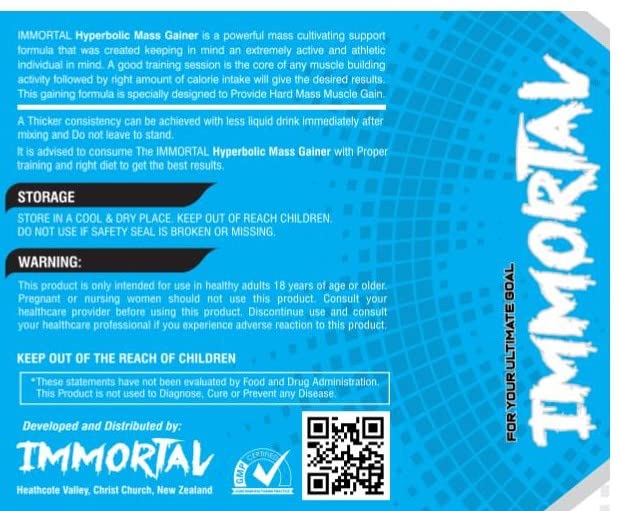 IMMORTAL Hyperbolic Mass Gainer is a powerful mass cultivating support
formula that was created keeping in mind an extremely active and athletic
individual in mind. A good training session is the core of any muscle building
activity followed by right amount of calorie intake will give the desired results.
This gaining formula is specially designed to Provide Hard Mass Muscle Gain.
A Thicker consistency can be achieved with less liquid drink immediately after
mixing and Do not leave to stand.
It is advised to consume The IMMORTAL Hyperbolic Mass Gainer with Proper
training and right diet to get the best results.
STORAGE
STORE IN A COOL & DRY PLACE. KEEP OUT OF REACH CHILDREN.
DO NOT USE IF SAFETY SEAL IS BROKEN OR MISSING.
WARNING:
This product is only intended for use in healthy adults 18 years of age or older.
Pregnant or nursing women should not use this product. Consult your
healthcare provider before using this product. Discontinue use and consult
your healthcare professional if you experience adverse reaction to this product.
KEEP OUT OF THE REACH OF CHILDREN
*These statements have not been evaluated by Food and Drug Administration.
This Product is not used to Diagnose, Cure or Prevent any Disease.
Developed and Distributed by:
IMMORTAL
Heathcote Valley, Christ Church, New Zealand
GMP CERTIFIED
GOOD MANUFACTURING PRACTICE
FOR YOUR ULTIMATE GOAL
IMMORTAL